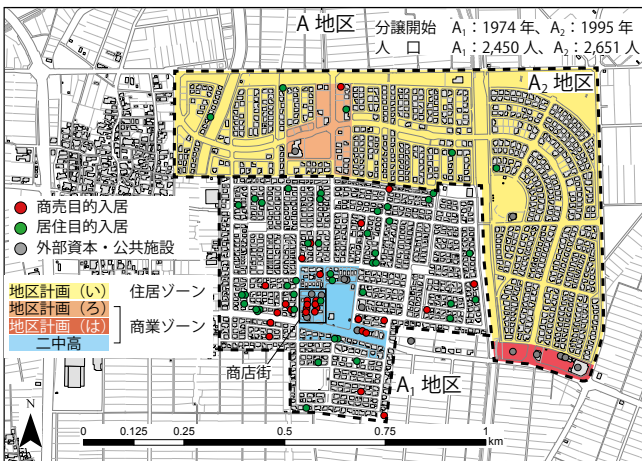 A 地区
分譲開始 A₁:1974 年、A₂:1995 年
人 口 A₁:2,450 人、A₂:2,651 人
A₂ 地区
商売目的入居
居住目的入居
外部資本・公共施設
地区計画(い) 住居ゾーン
地区計画(ろ)
地区計画(は) 商業ゾーン
二中高
商店街
A₁ 地区
N
0 0.125 0.25 0.5 0.75 1
km